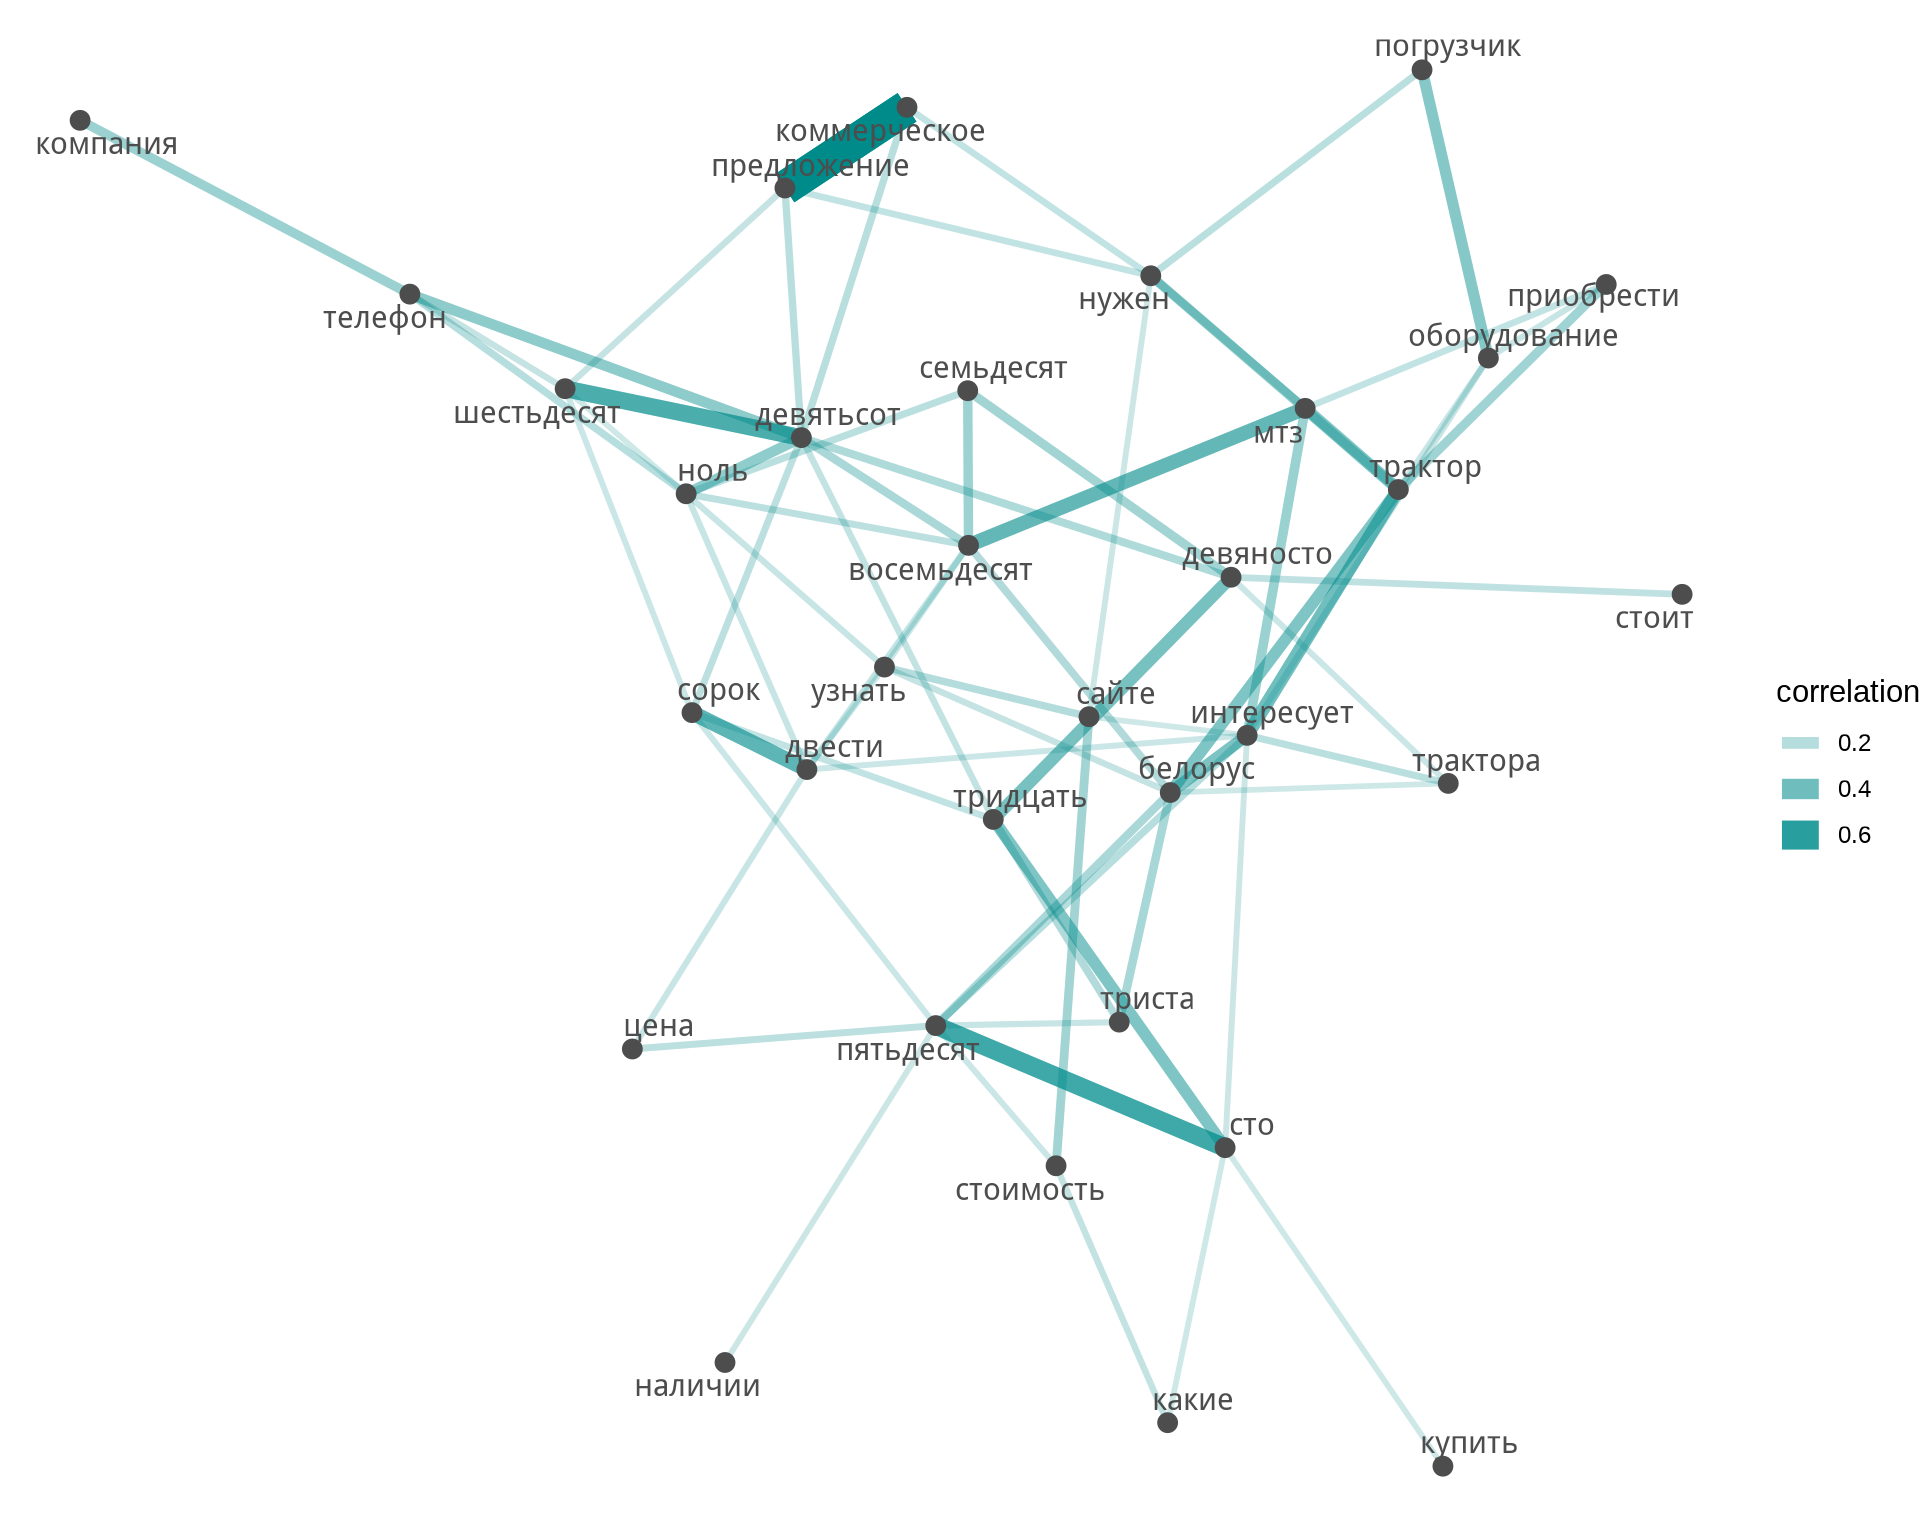 погрузчик
коммерческое
компания
предложение
нужен
приобрести
телефон
оборудование
семьдесят
шестьдесят
девятьсот
мтз
ноль
трактор
восемьдесят
девяносто
стоит
сорок
узнать
сайте
correlation
интересует
0.2
двести
белорус
трактора
0.4
тридцать
0.6
триста
цена
пятьдесят
сто
стоимость
наличии
какие
купить